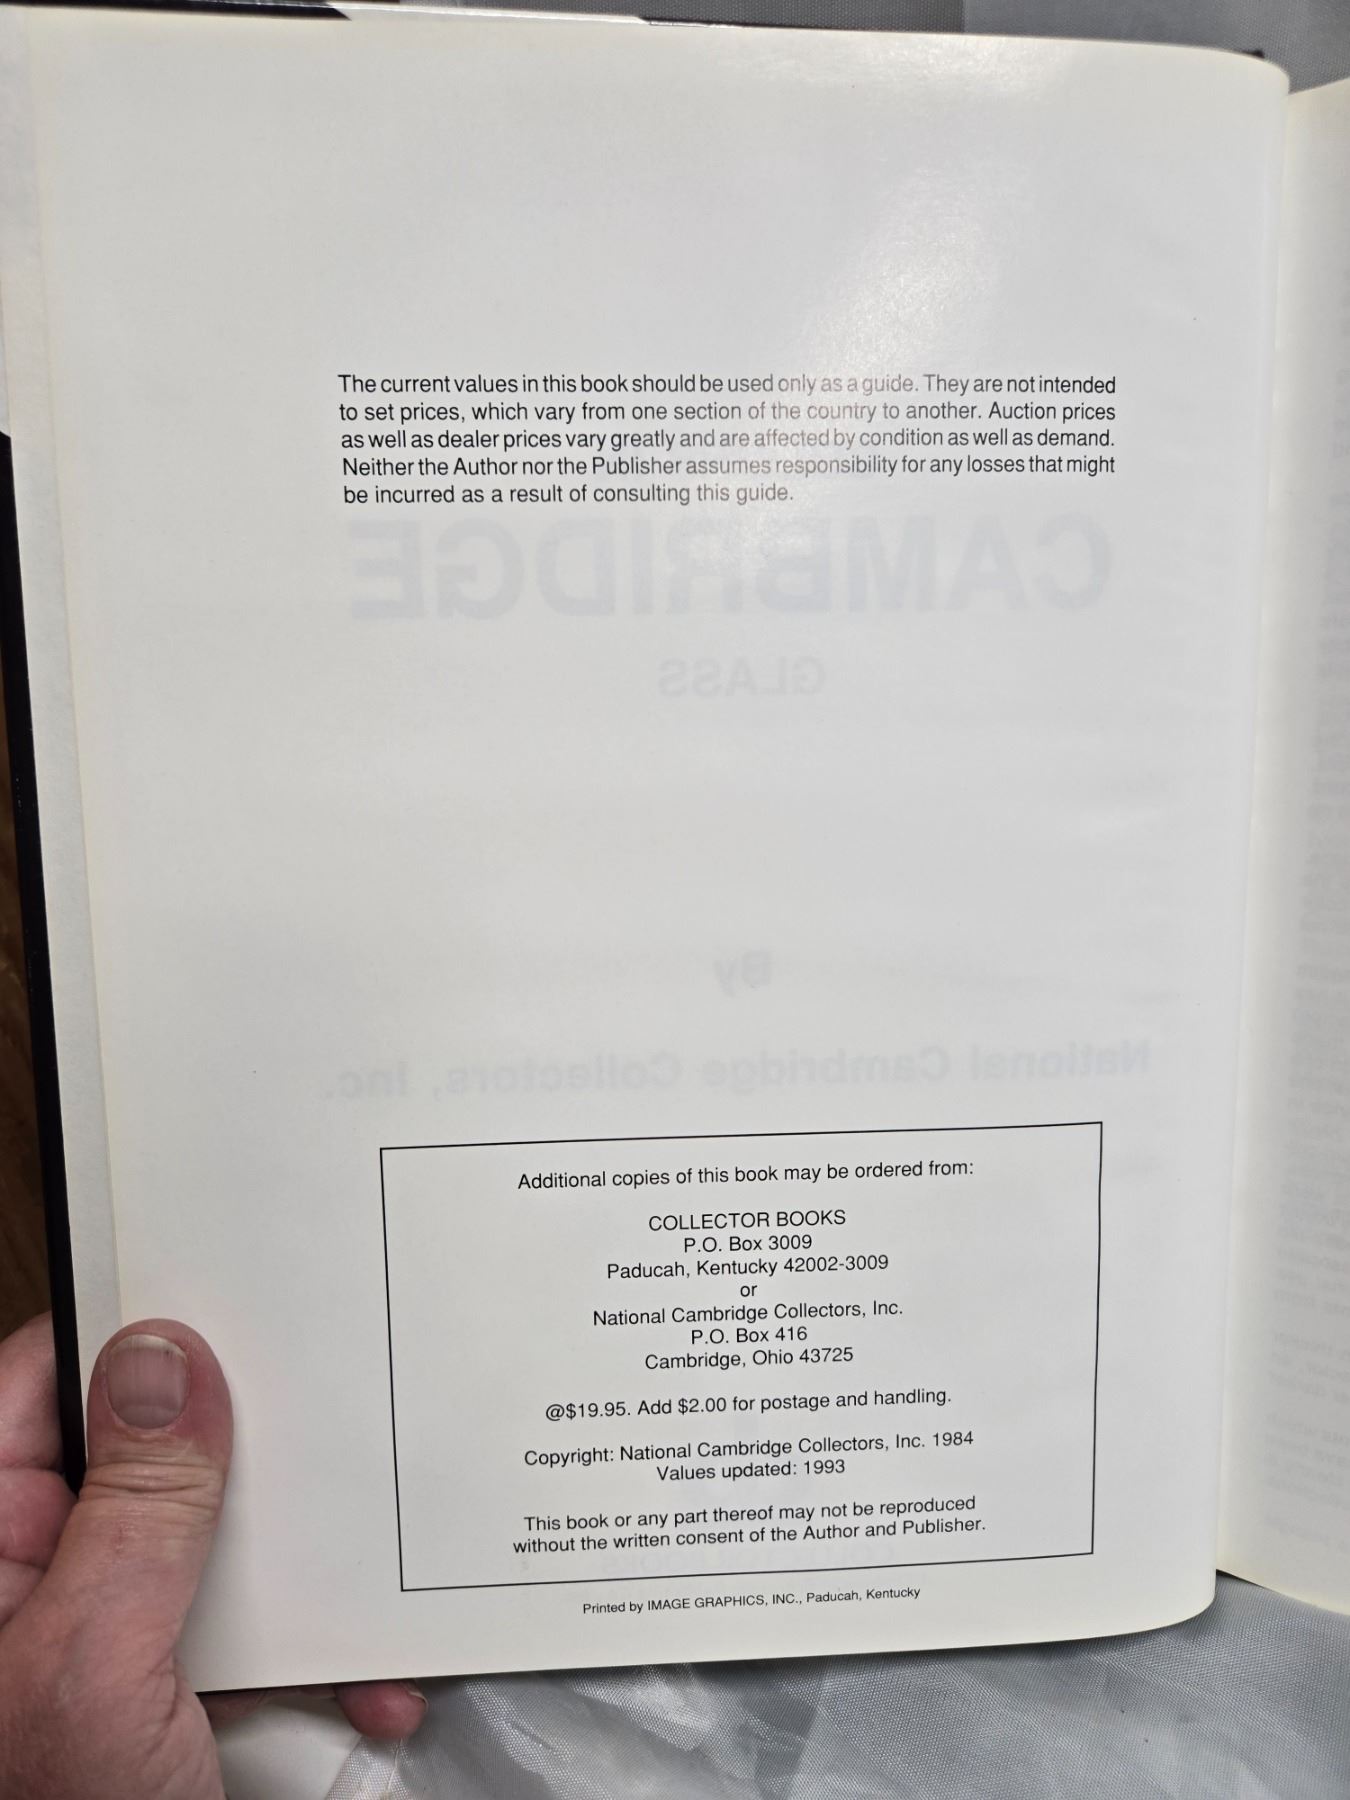 The current values in this book should be used only as a guide. They are not intended
to set prices, which vary from one section of the country to another. Auction prices
as well as dealer prices vary greatly and are affected by condition as well as demand.
Neither the Author nor the Publisher assumes responsibility for any losses that might
be incurred as a result of consulting this guide.
CAMBRIDGE
GLASS
By
National Cambridge Collectors, Inc.
Additional copies of this book may be ordered from:
COLLECTOR BOOKS
P.O. Box 3009
Paducah, Kentucky 42002-3009
or
National Cambridge Collectors, Inc.
P.O. Box 416
Cambridge, Ohio 43725
@$19.95. Add $2.00 for postage and handling.
Copyright: National Cambridge Collectors, Inc. 1984
Values updated: 1993
This book or any part thereof may not be reproduced
without the written consent of the Author and Publisher.
Printed by IMAGE GRAPHICS, INC., Paducah, Kentucky